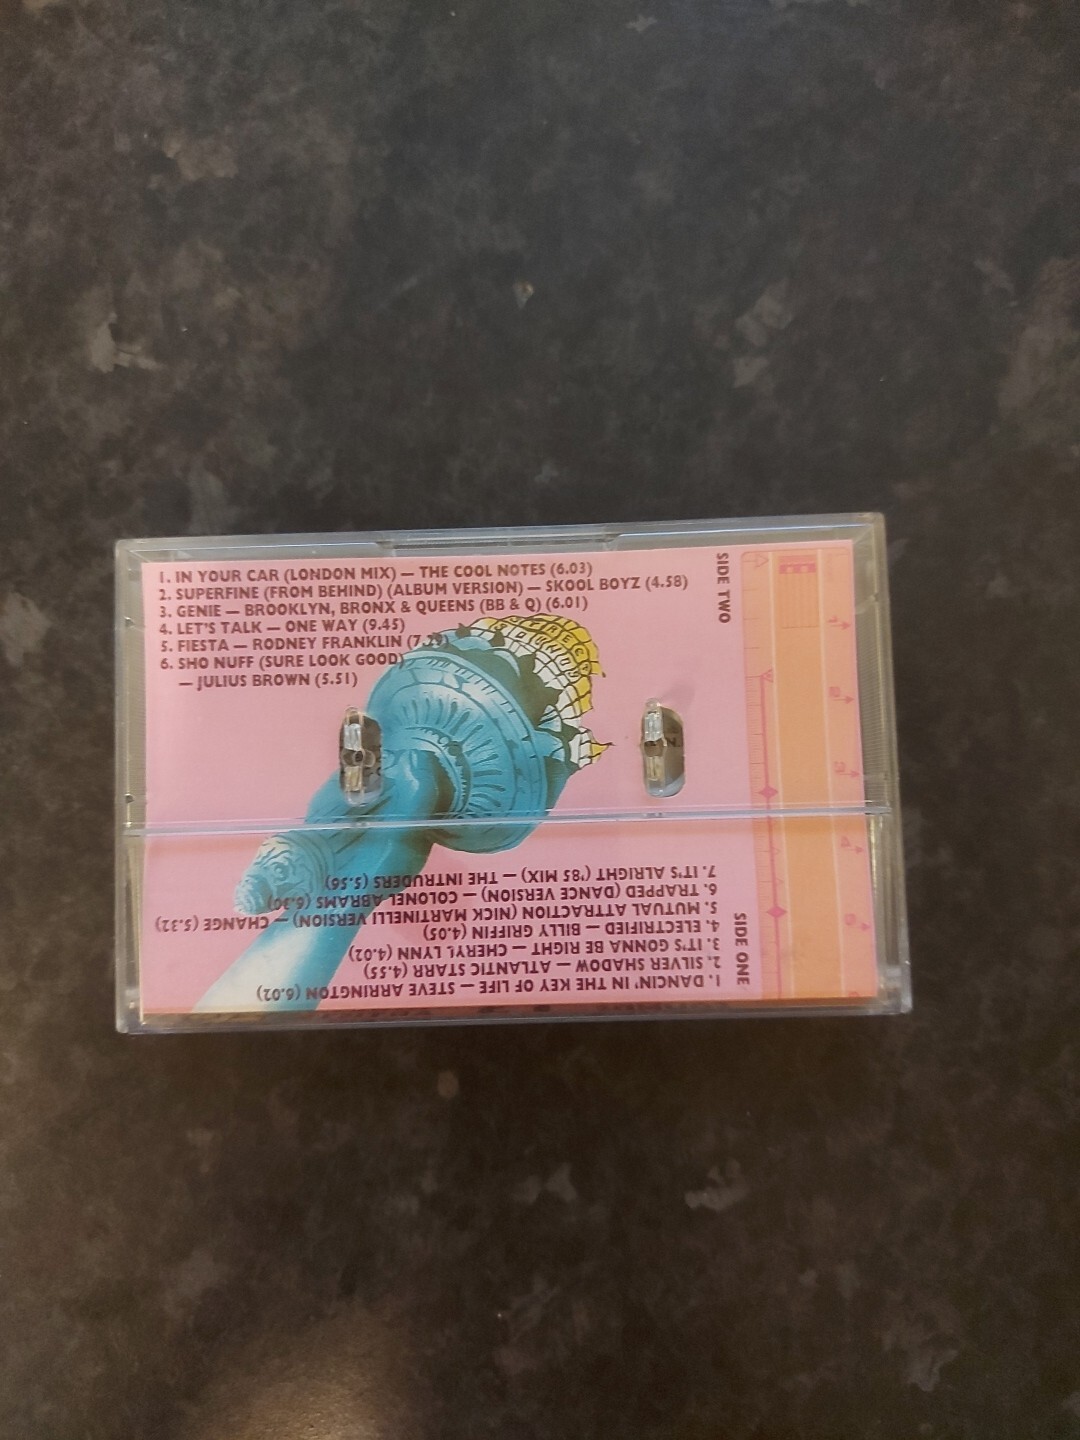 SIDE TWO
1. IN YOUR CAR (LONDON MIX) — THE COOL NOTES (6.03)
2. SUPERFINE (FROM BEHIND) (ALBUM VERSION) — SKOOL BOYZ (4.58)
3. GENIE — BROOKLYN, BRONX & QUEENS (BB & Q) (6.01)
4. LET'S TALK — ONE WAY (9.45)
5. FIESTA — RODNEY FRANKLIN
6. SHO NUFF (SURE LOOK GOOD)
— JULIUS BROWN (5.51)
STREET
SOUNDS
SIDE ONE
1. DANCIN' IN THE KEY OF LIFE — STEVE ARRINGTON (6.02)
2. SILVER SHADOW — ATLANTIC STARR (4.55)
3. IT'S GONNA BE RIGHT — CHERYL LYNN (4.02)
4. ELECTRIFIED — BILLY GRIFFIN (4.05)
5. MUTUAL ATTRACTION (NICK MARTINELLI VERSION) — CHANGE (5.32)
6. TRAPPED (DANCE VERSION) — COLONEL ABRAMS (6.30)
7. IT'S ALRIGHT ('85 MIX) — THE INTRUDERS (5.56)